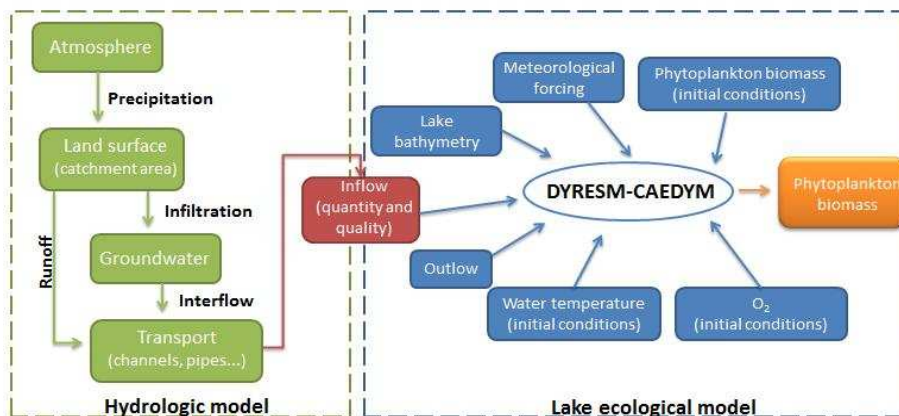 Atmosphere
Precipitation
Land surface
(catchment area)
Infiltration
Runoff
Groundwater
Interflow
Transport
(channels, pipes...)
Hydrologic model
Inflow
(quantity and
quality)
Meteorological
forcing
Phytoplankton biomass
(initial conditions)
Lake
bathymetry
DYRESM-CAEDYM
Phytoplankton
biomass
Outlow
Water temperature
(initial conditions)
O₂
(initial conditions)
Lake ecological model